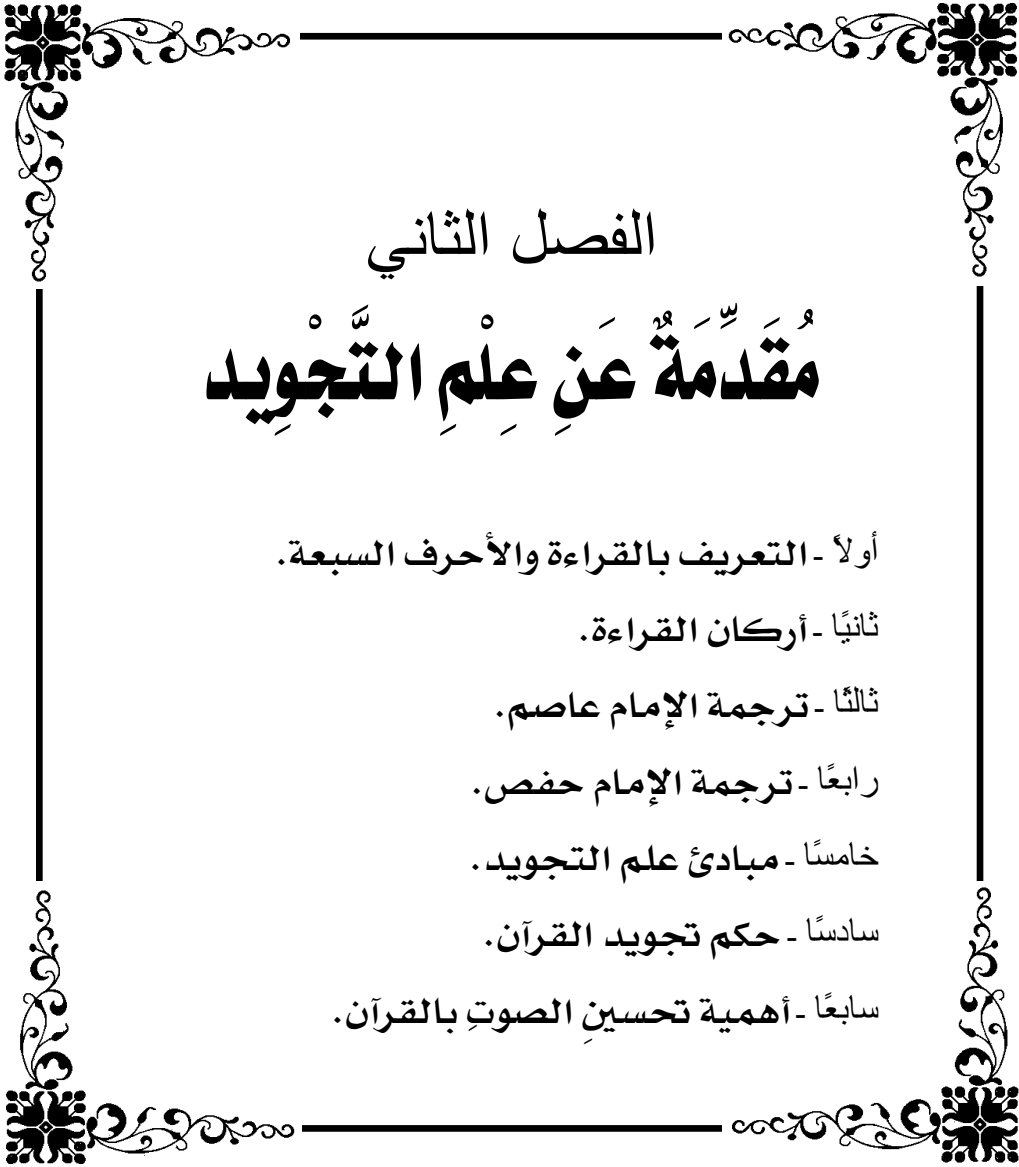 الفصل الثاني
مُقَدِّمَةٌ عَنِ عِلْمِ التَّجْوِيد
أولاً - التعريف بالقراءة والأحرف السبعة.
ثانيًا - أركان القراءة.
ثالثًا - ترجمة الإمام عاصم.
رابعًا - ترجمة الإمام حفص.
خامسًا - مبادئ علم التجويد.
سادسًا - حكم تجويد القرآن.
سابعًا - أهمية تحسينِ الصوتِ بالقرآن.